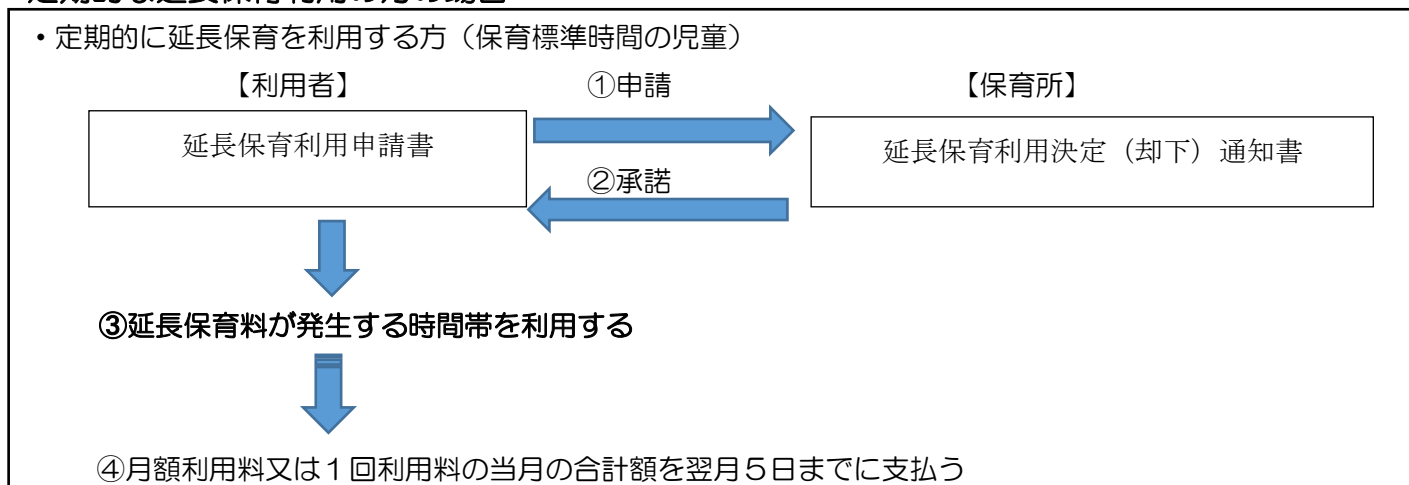 ・定期的に延長保育を利用する方（保育標準時間の児童）
【利用者】 ①申請 【保育所】
延長保育利用申請書
延長保育利用決定（却下）通知書
②承諾
③延長保育料が発生する時間帯を利用する
④月額利用料又は１回利用料の当月の合計額を翌月５日までに支払う